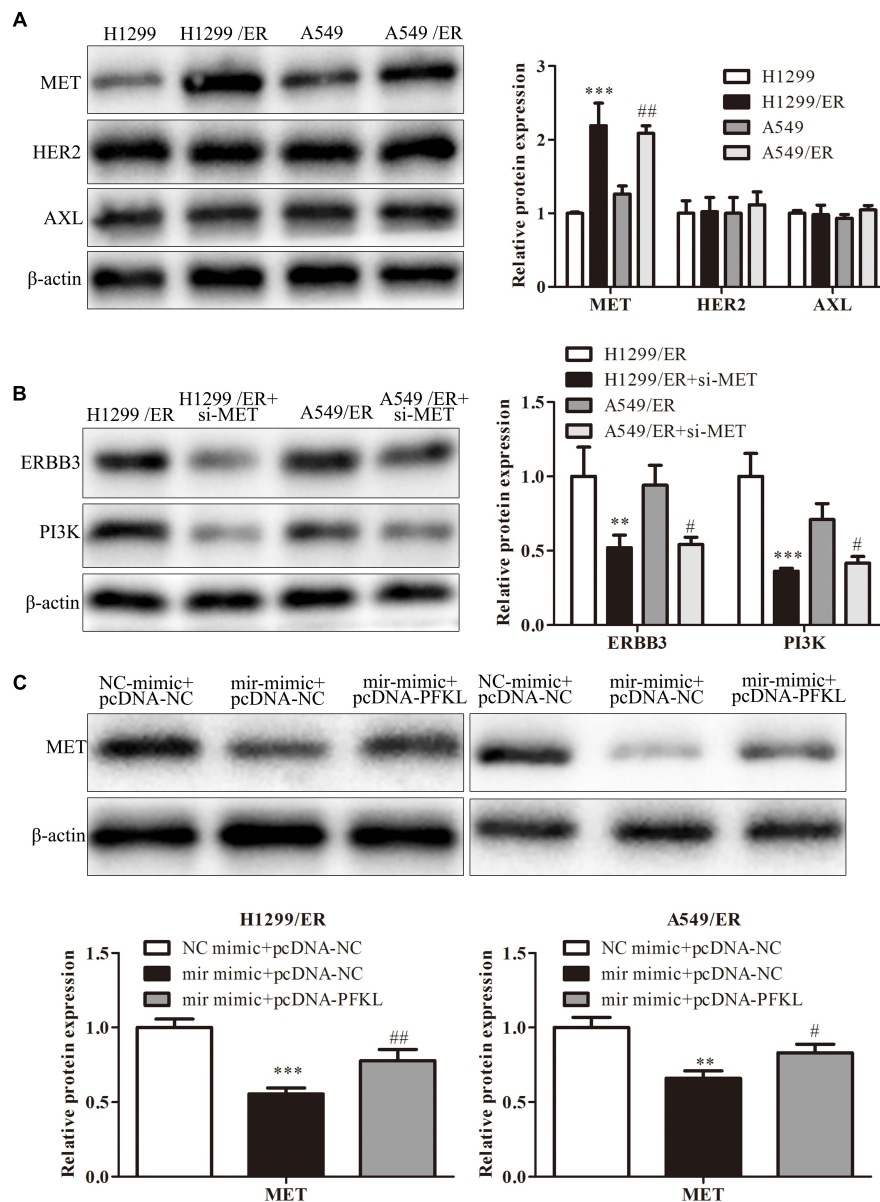 A
H1299 H1299 /ER A549 A549 /ER
MET
HER2
AXL
β-actin
Relative protein expression
3
2
1
0
*** ##
H1299
H1299/ER
A549
A549/ER
MET HER2 AXL
B
H1299 /ER H1299 /ER+ si-MET A549/ER A549 /ER+ si-MET
ERBB3
PI3K
β-actin
Relative protein expression
1.5
1.0
0.5
0.0
H1299/ER
H1299/ER+si-MET
A549/ER
A549/ER+si-MET
** # *** #
ERBB3 PI3K
C
NC-mimic+ mir-mimic+ mir-mimic+ NC-mimic+ mir-mimic+ mir-mimic+
pcDNA-NC pcDNA-NC pcDNA-PFKL pcDNA-NC pcDNA-NC pcDNA-PFKL
MET
β-actin
H1299/ER
Relative protein expression
1.5
1.0
0.5
0.0
NC mimic+pcDNA-NC
mir mimic+pcDNA-NC
mir mimic+pcDNA-PFKL
*** ##
MET
A549/ER
Relative protein expression
1.5
1.0
0.5
0.0
NC mimic+pcDNA-NC
mir mimic+pcDNA-NC
mir mimic+pcDNA-PFKL
** #
MET